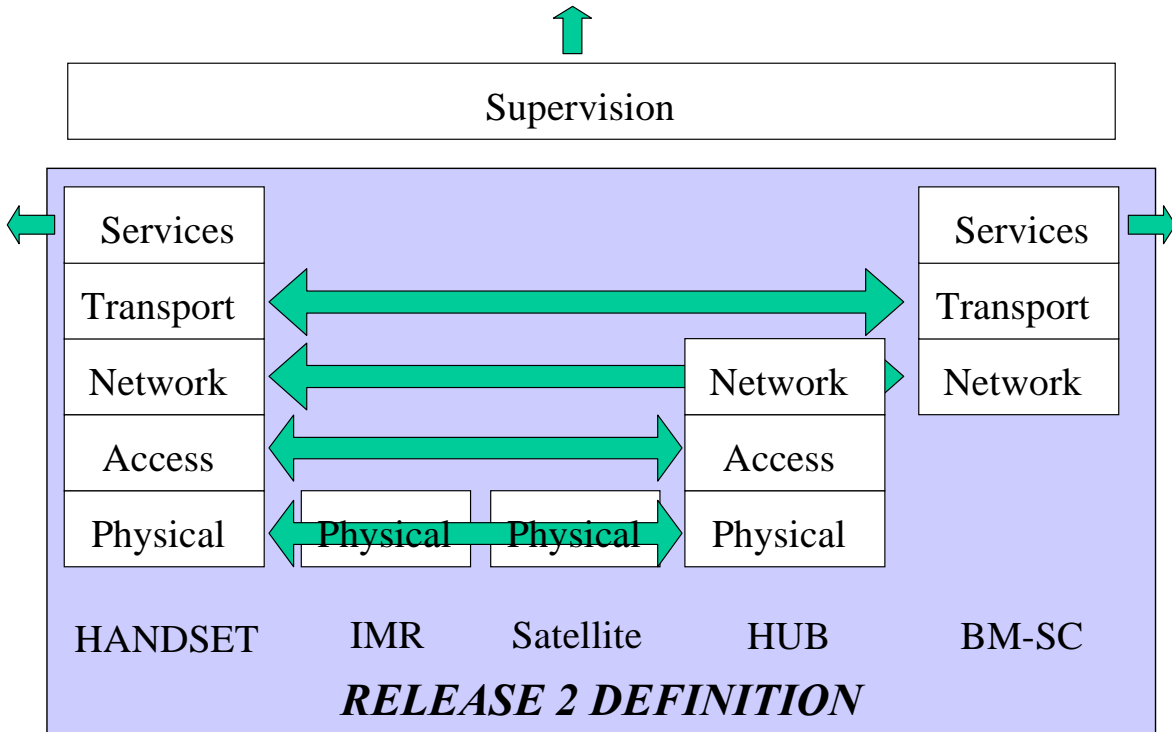 Supervision
Services Services
Transport Transport
Network Network Network
Access Access
Physical Physical Physical Physical
HANDSET IMR Satellite HUB BM-SC
RELEASE 2 DEFINITION